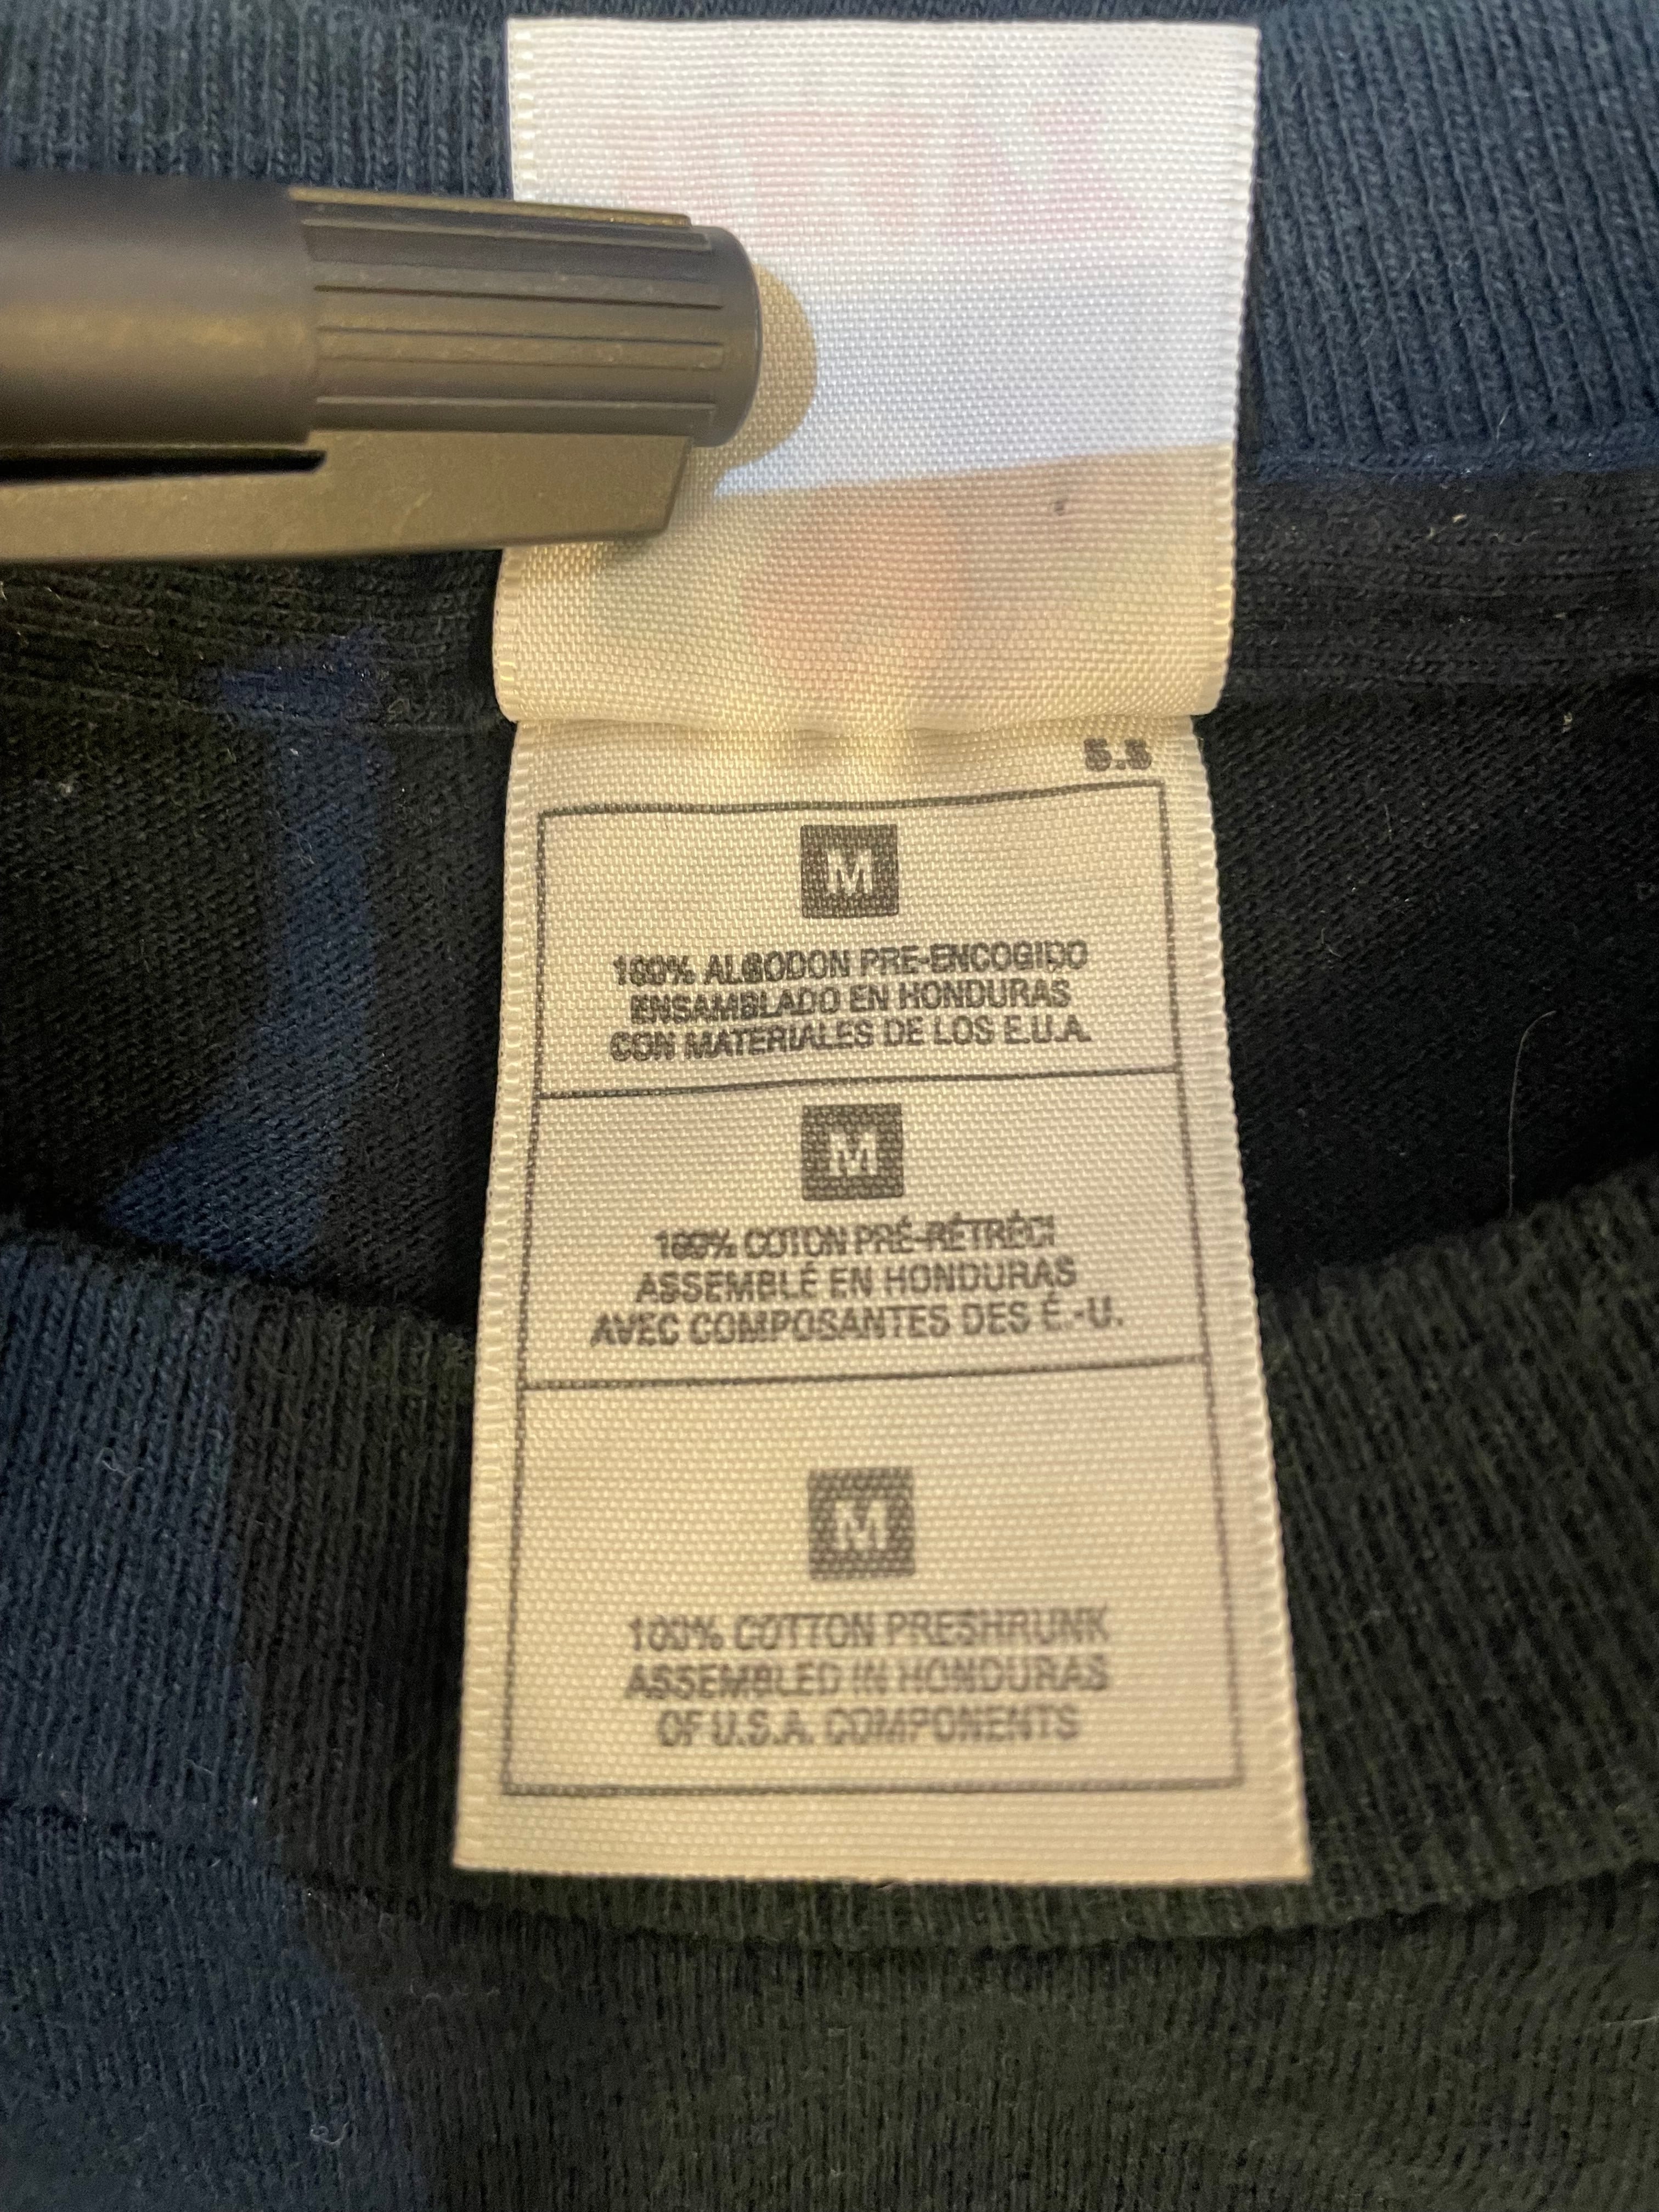 5.5
M
100% ALGODON PRE-ENCOGIDO
ENSAMBLADO EN HONDURAS
CON MATERIALES DE LOS E.U.A.
M
100% COTON PRÉ-RÉTRÉCI
ASSEMBLÉ EN HONDURAS
AVEC COMPOSANTES DES É.-U.
M
100% COTTON PRESHRUNK
ASSEMBLED IN HONDURAS
OF U.S.A. COMPONENTS